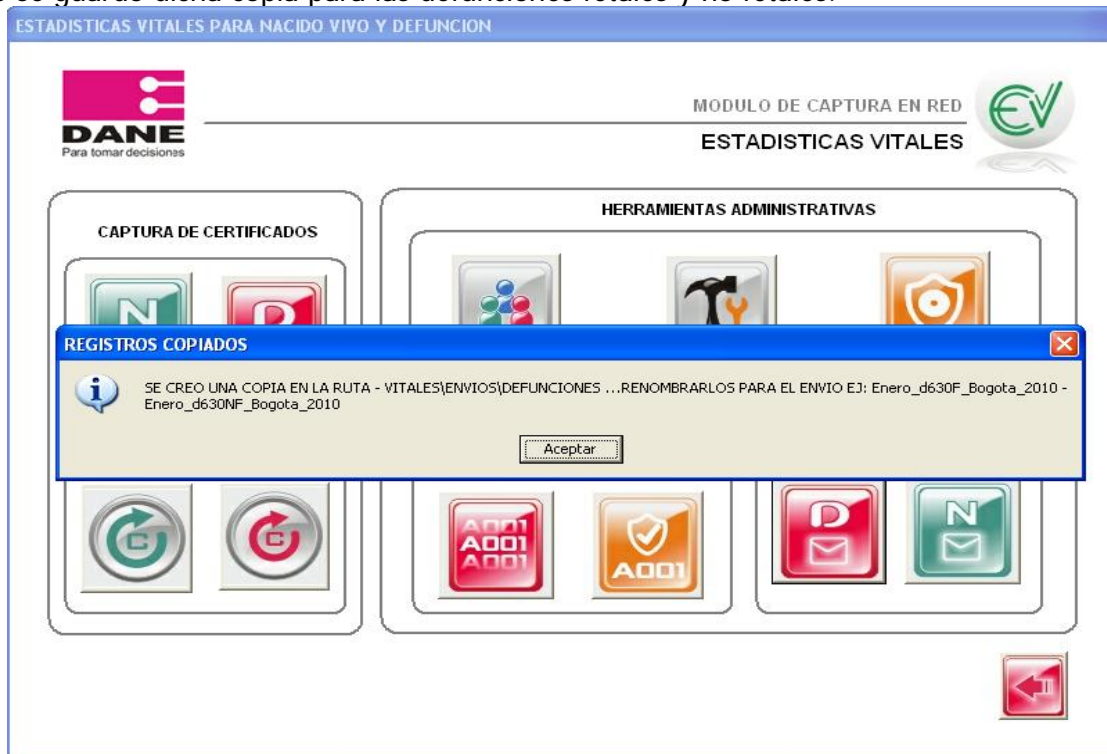 se guardó dicha copia para las defunciones fetales y no fetales.
ESTADISTICAS VITALES PARA NACIDO VIVO Y DEFUNCION
DANE
Para tomar decisiones
MODULO DE CAPTURA EN RED
ESTADISTICAS VITALES
EV
CAPTURA DE CERTIFICADOS
HERRAMIENTAS ADMINISTRATIVAS
N
D
REGISTROS COPIADOS
SE CREO UNA COPIA EN LA RUTA - VITALES\ENVIOS\DEFUNCIONES ...RENOMBRARLOS PARA EL ENVIO EJ: Enero_d630F_Bogota_2010 -
Enero_d630NF_Bogota_2010
Aceptar
C
C
A001
A001
A001
A001
D
N